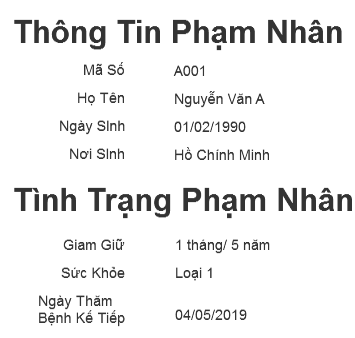 Thông Tin Phạm Nhân
Mã Số A001
Họ Tên Nguyễn Văn A
Ngày SInh 01/02/1990
Nơi SInh Hồ Chính Minh
Tình Trạng Phạm Nhân
Giam Giữ 1 tháng/ 5 năm
Sức Khỏe Loại 1
Ngày Thăm
Bệnh Kế Tiếp 04/05/2019